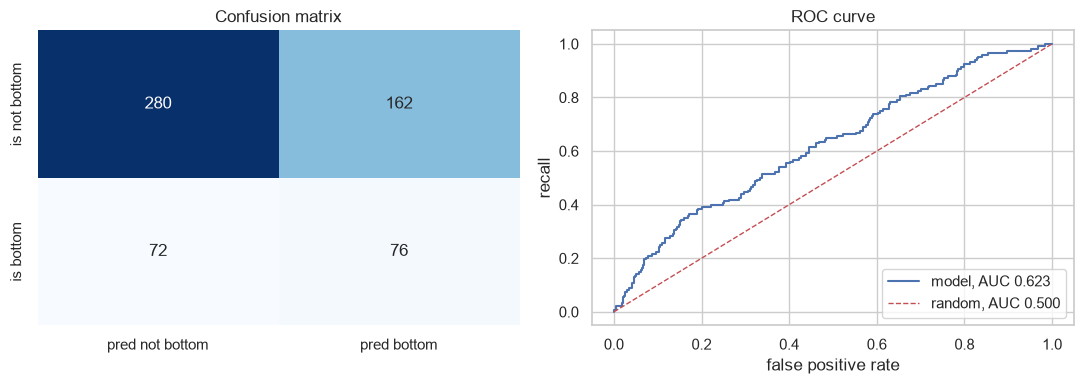 Confusion matrix
is not bottom
280
162
is bottom
72
76
pred not bottom
pred bottom
ROC curve
recall
1.0
0.8
0.6
0.4
0.2
0.0
model, AUC 0.623
random, AUC 0.500
0.0 0.2 0.4 0.6 0.8 1.0
false positive rate